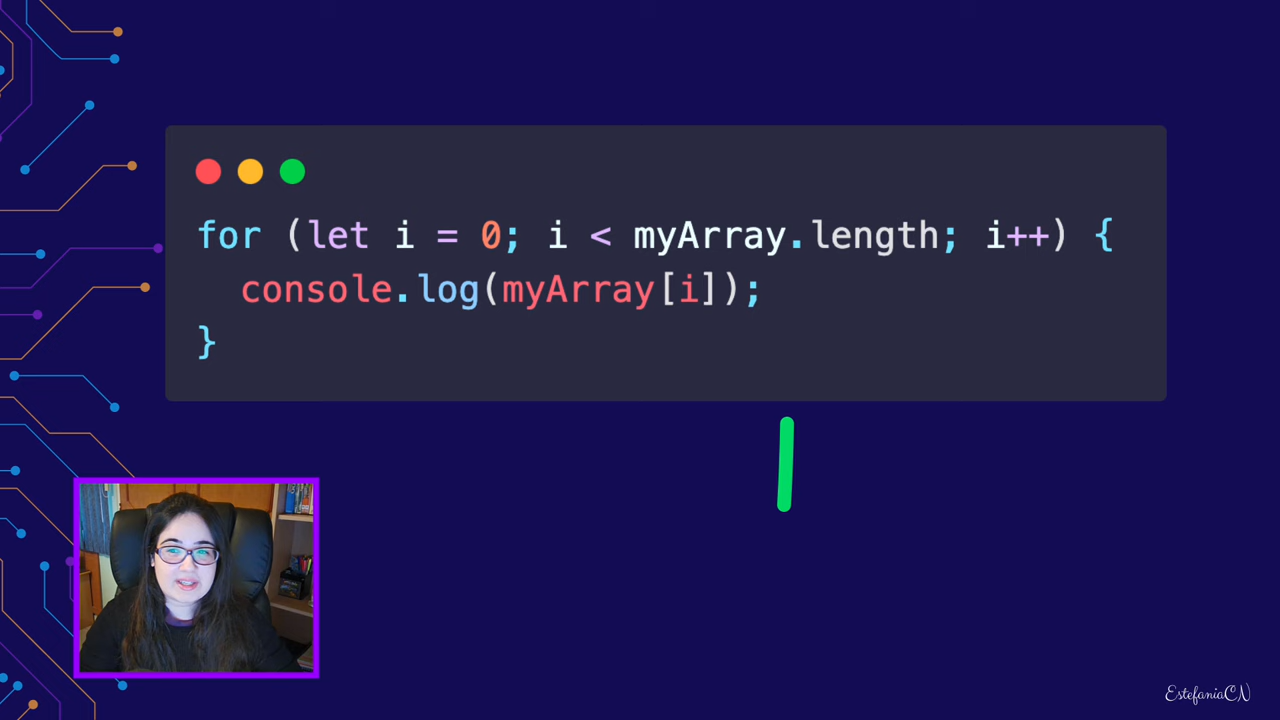 for (let i = 0; i < myArray.length; i++) {
  console.log(myArray[i]);
}
EstefaniaCN